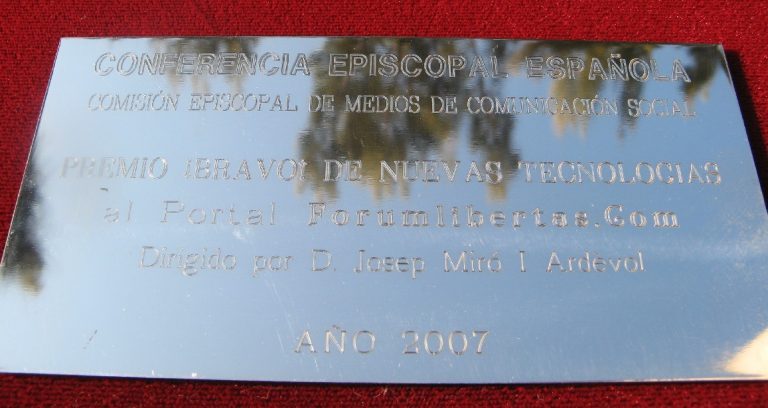 CONFERENCIA EPISCOPAL ESPAÑOLA
COMISIÓN EPISCOPAL DE MEDIOS DE COMUNICACIÓN SOCIAL
PREMIO ¡BRAVO! DE NUEVAS TECNOLOGIAS
al Portal Forumlibertas.Com
Dirigido por D. Josep Miró I Ardèvol
AÑO 2007